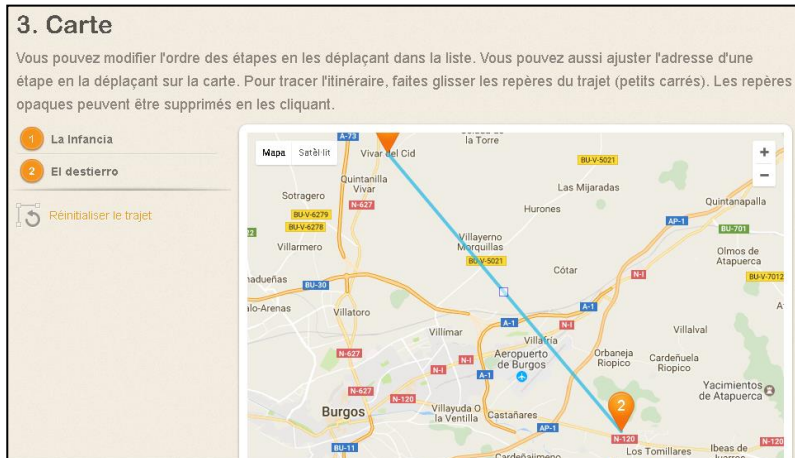 3. Carte
Vous pouvez modifier l'ordre des étapes en les déplaçant dans la liste. Vous pouvez aussi ajuster l'adresse d'une
étape en la déplaçant sur la carte. Pour tracer l'itinéraire, faites glisser les repères du trajet (petits carrés). Les repères
opaques peuvent être supprimés en les cliquant.
1 La Infancia
2 El destierro
Réinitialiser le trajet
Mapa Satèl·lit
A-73
la Torre
Vivar del Cid
BU-V-5021
+
−
Quintanilla
Vivar
Las Mijaradas
Sotragero
N-627
Hurones
Quintanapalla
BU-V-6279
BU-V-6278
AP-1
BU-701
Villarmero
Villayerno
Morquillas
BU-V-5021
Olmos de
Atapuerca
Cótar
N-I
BU-V-7012
BU-30
Villatoro
A-1
Villímar
A-1
N-I
Villafría
Villalval
N-627
N-I
Aeropuerto
de Burgos
Orbaneja
Riopico
Cardeñuela
Riopico
A-1
Yacimientos
de Atapuerca
N-627
N-120
2
Burgos
Villayuda O
la Ventilla
Castañares
AP-1
N-120
N-120
BU-11
Cardeñajimeno
Los Tomillares
Ibeas de